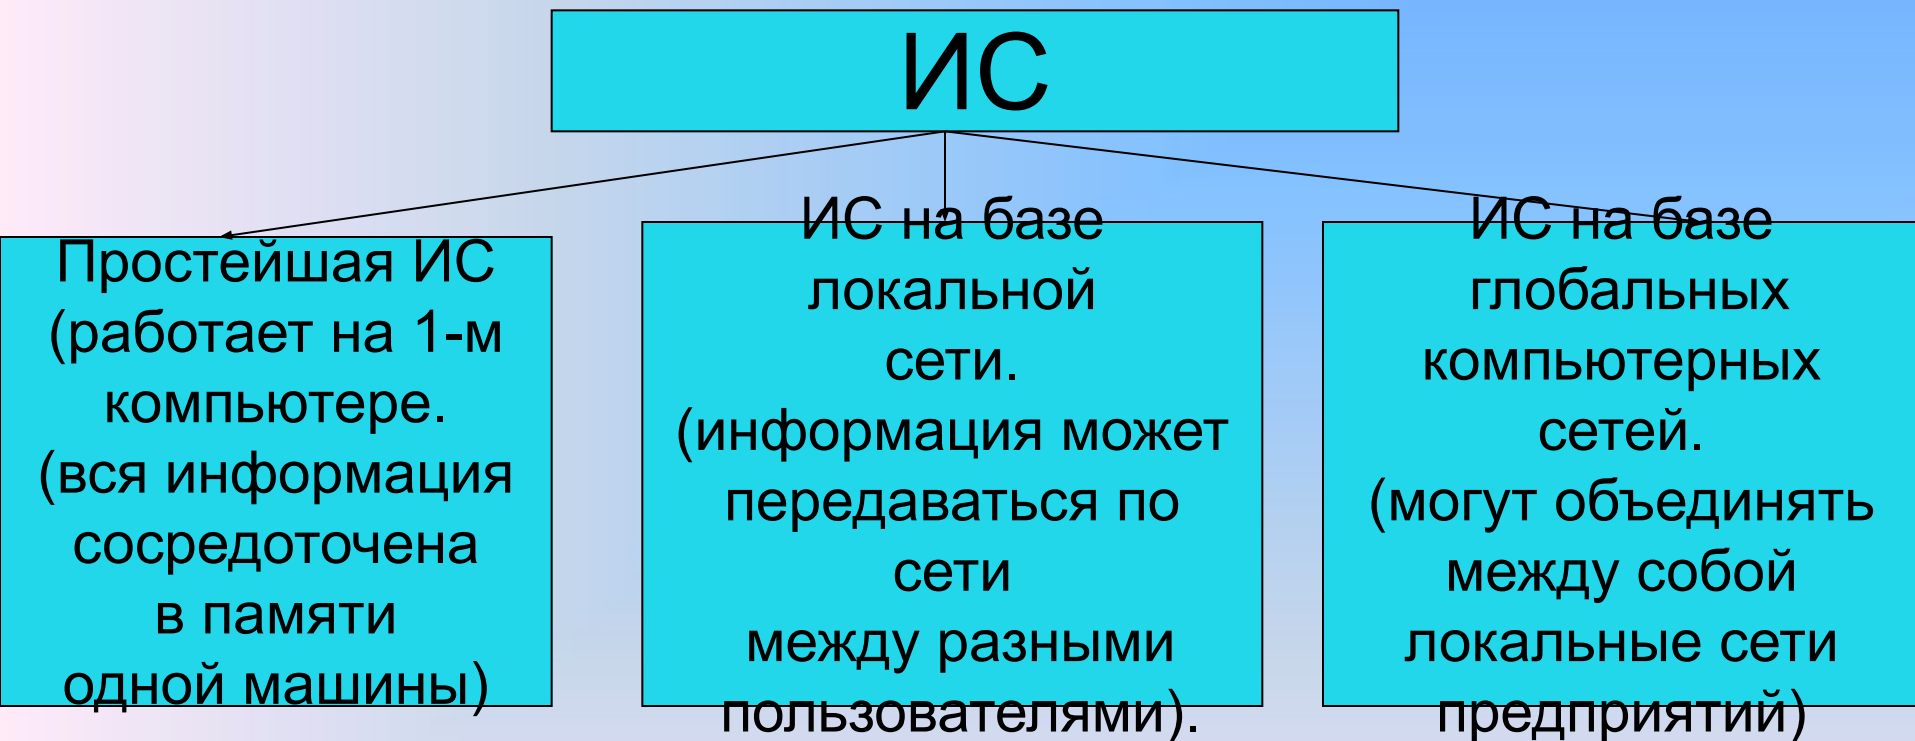 ИС
Простейшая ИС
(работает на 1-м
компьютере.
(вся информация
сосредоточена
в памяти
одной машины)
ИС на базе
локальной
сети.
(информация может
передаваться по
сети
между разными
пользователями).
ИС на базе
глобальных
компьютерных
сетей.
(могут объединять
между собой
локальные сети
предприятий)